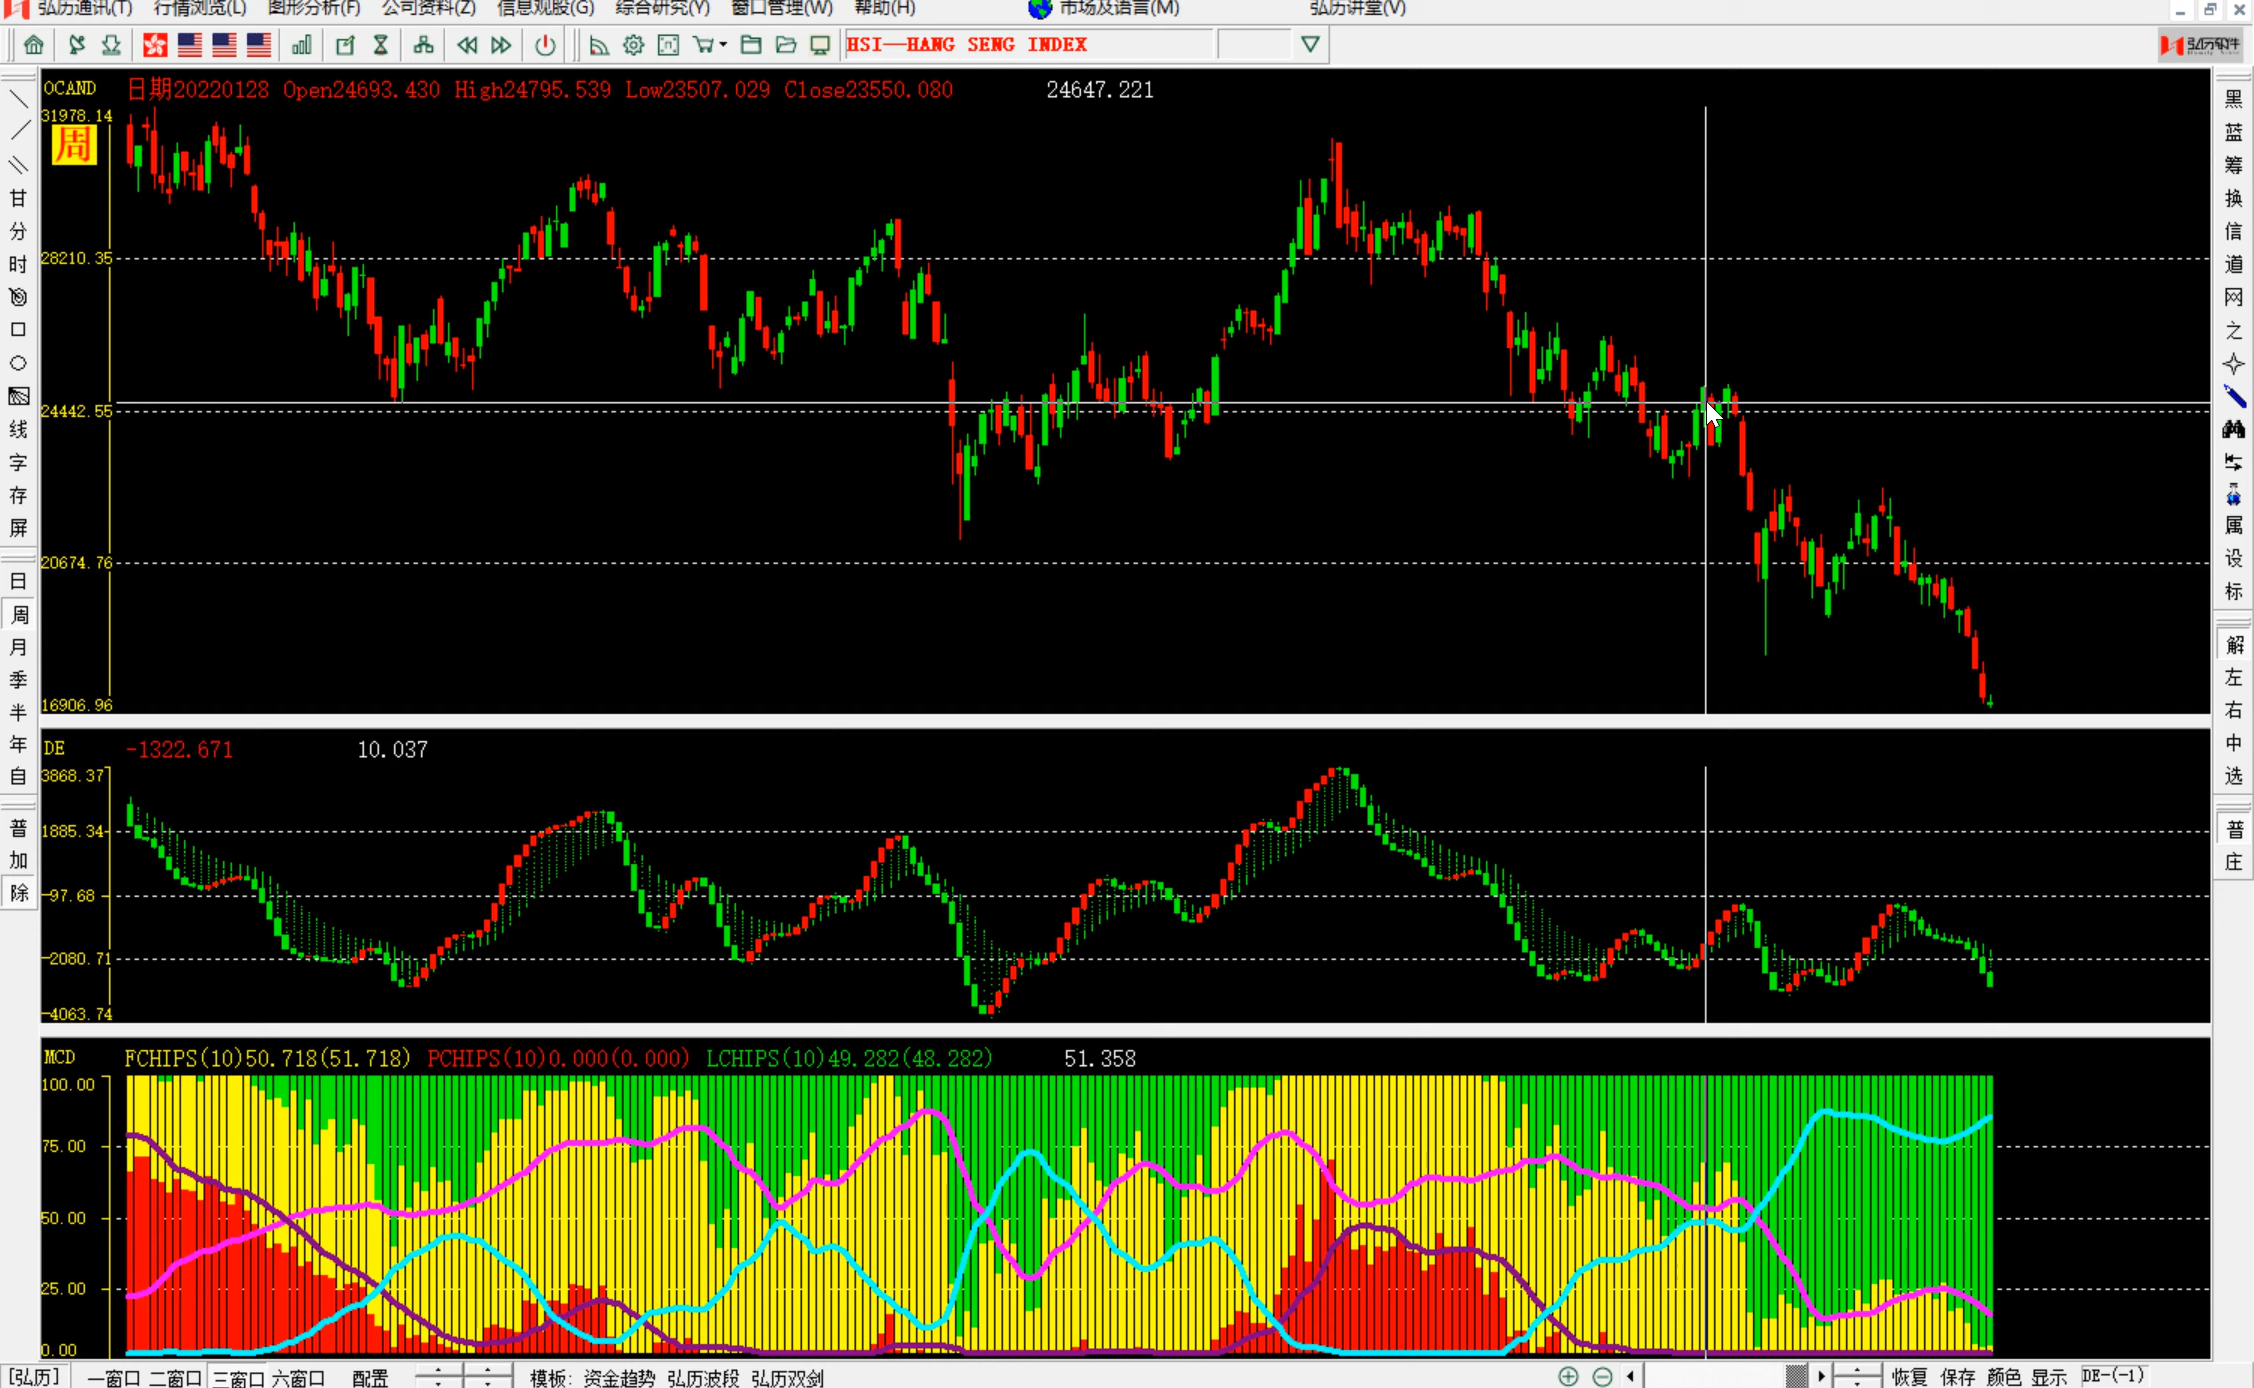 弘历通讯(T) 行情浏览(L) 图形分析(F) 公司资料(Z) 信息观股(G) 综合研究(Y) 窗口管理(W) 帮助(H) 市场及语言(M) 弘历讲堂(V)
HSI—HANG SENG INDEX
弘历软件
OCAND 日期20220128 Open24693.430 High24795.539 Low23507.029 Close23550.080 24647.221
31978.14
周
28210.35
24442.55
20674.76
16906.96
DE -1322.671 10.037
3868.37
1885.34
-97.68
-2080.71
-4063.74
MCD FCHIPS(10)50.718(51.718) PCHIPS(10)0.000(0.000) LCHIPS(10)49.282(48.282) 51.358
100.00
75.00
50.00
25.00
0.00
甘
分
时
线
字
存
屏
日
周
月
季
半
年
自
普
加
除
黑
蓝
筹
换
信
道
网
之
属
设
标
解
左
右
中
选
普
庄
[弘历] 一窗口 二窗口 三窗口 六窗口 配置 模板: 资金趋势 弘历波段 弘历双剑 恢复 保存 颜色 显示 DE-(-1)